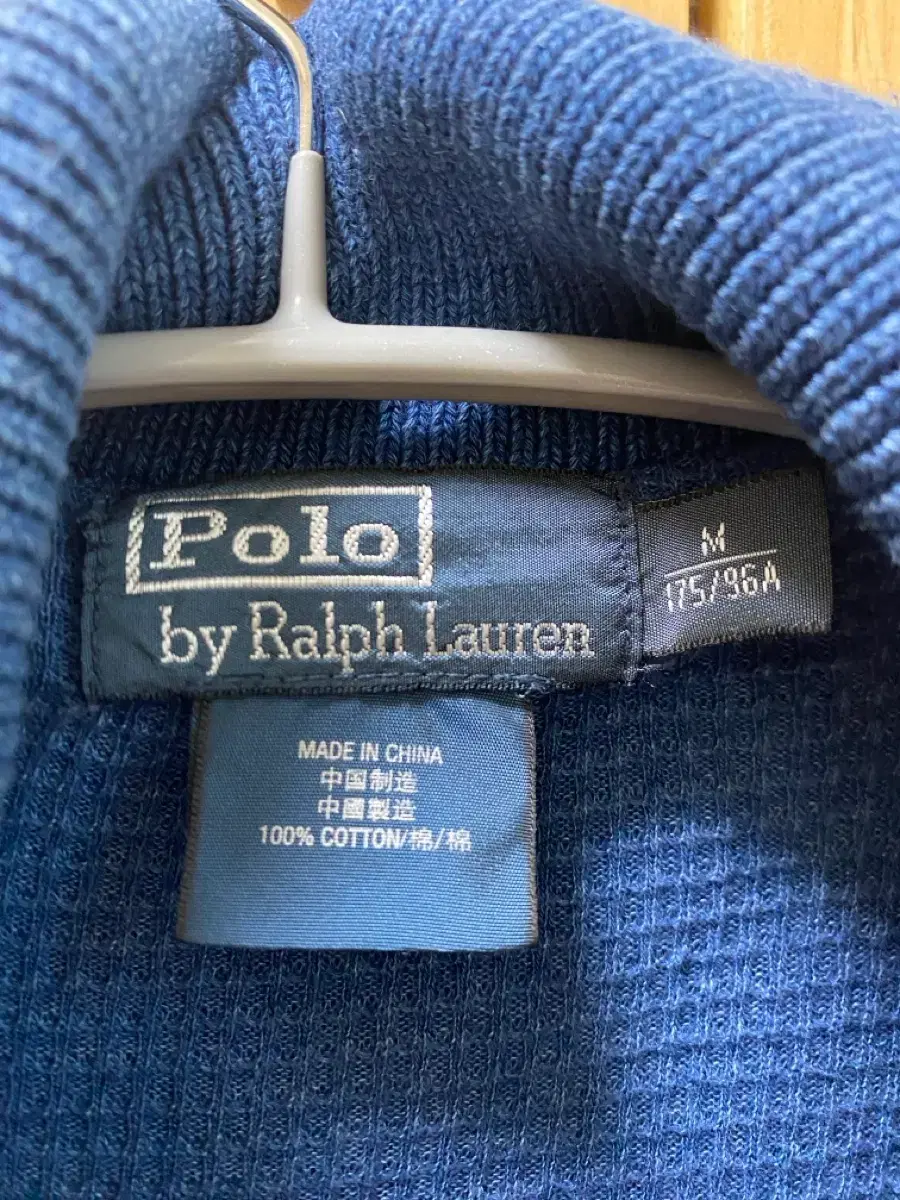 Polo
by Ralph Lauren
M
175/96A
MADE IN CHINA
中国制造
中國製造
100% COTTON/棉/棉